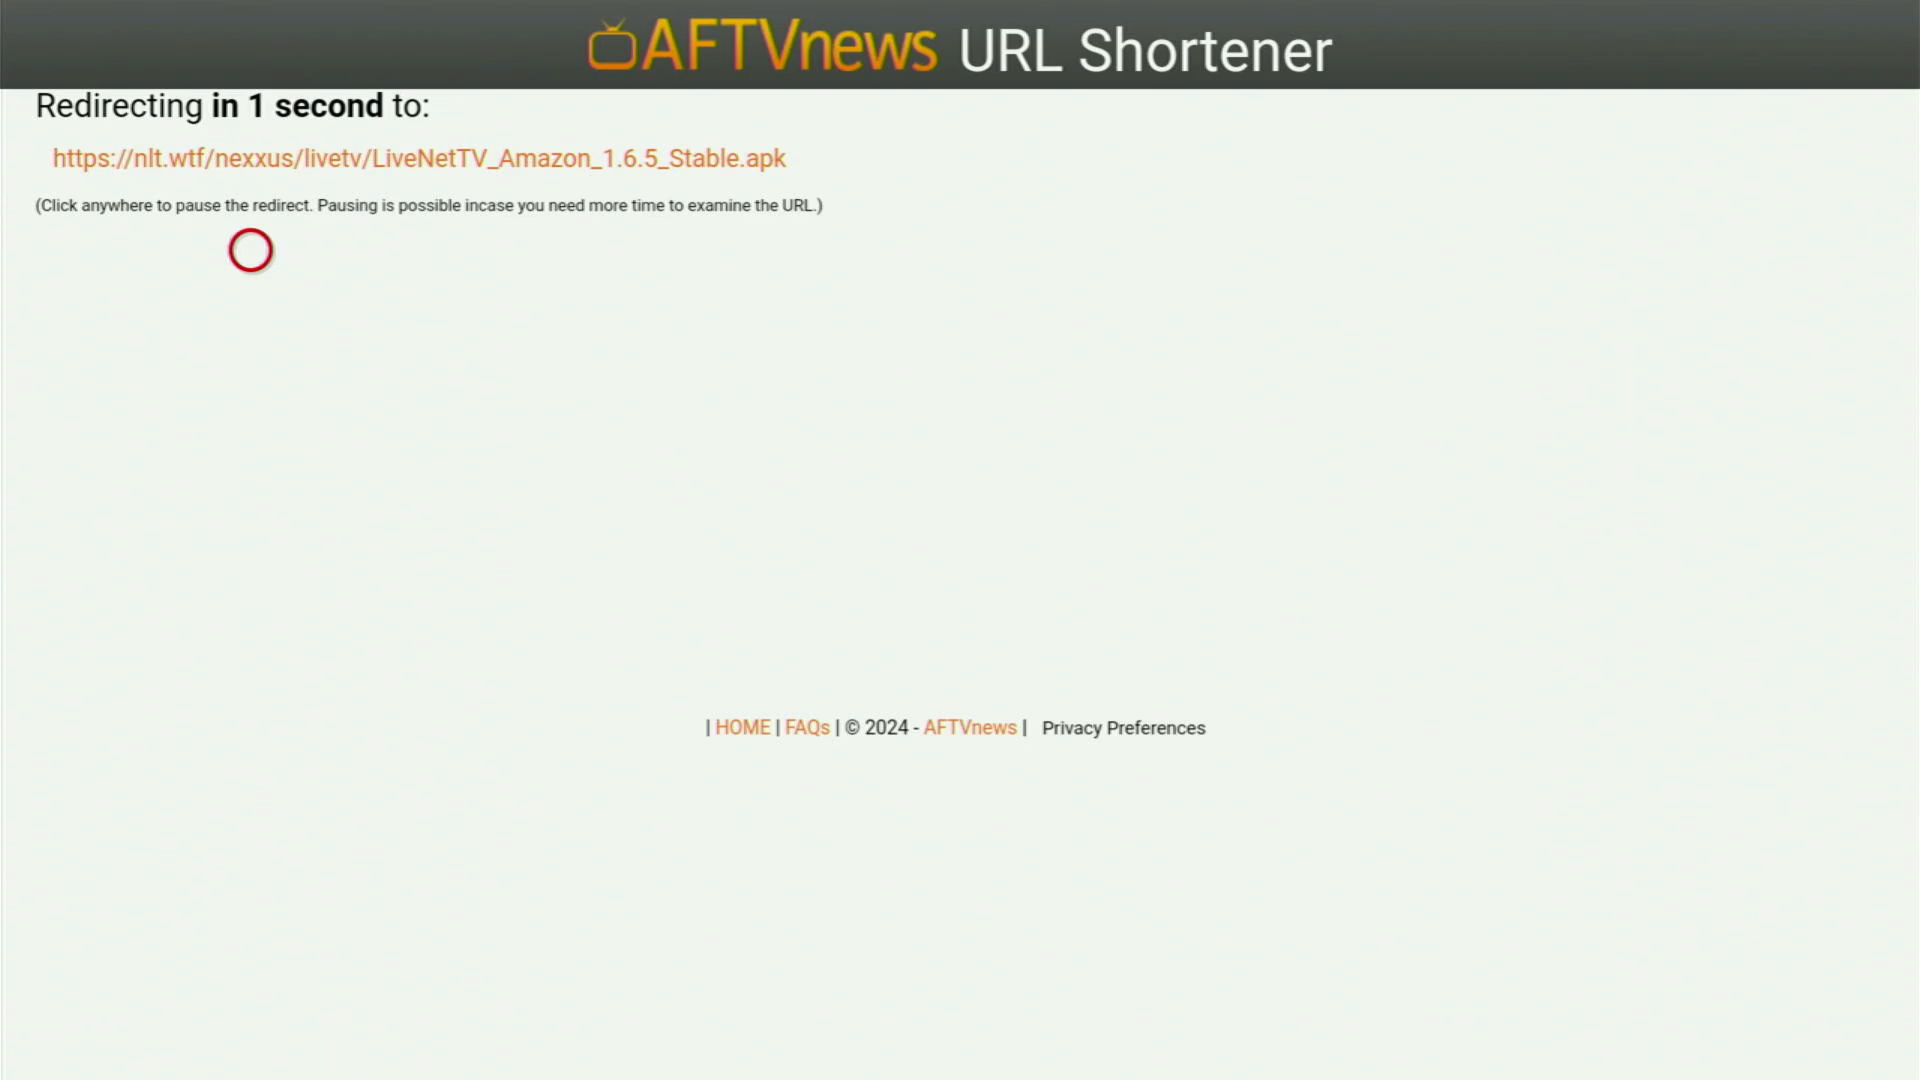 AFTVnews URL Shortener
Redirecting in 1 second to:
https://nlt.wtf/nexxus/livetv/LiveNetTV_Amazon_1.6.5_Stable.apk
(Click anywhere to pause the redirect. Pausing is possible incase you need more time to examine the URL.)
| HOME | FAQs | © 2024 - AFTVnews | Privacy Preferences